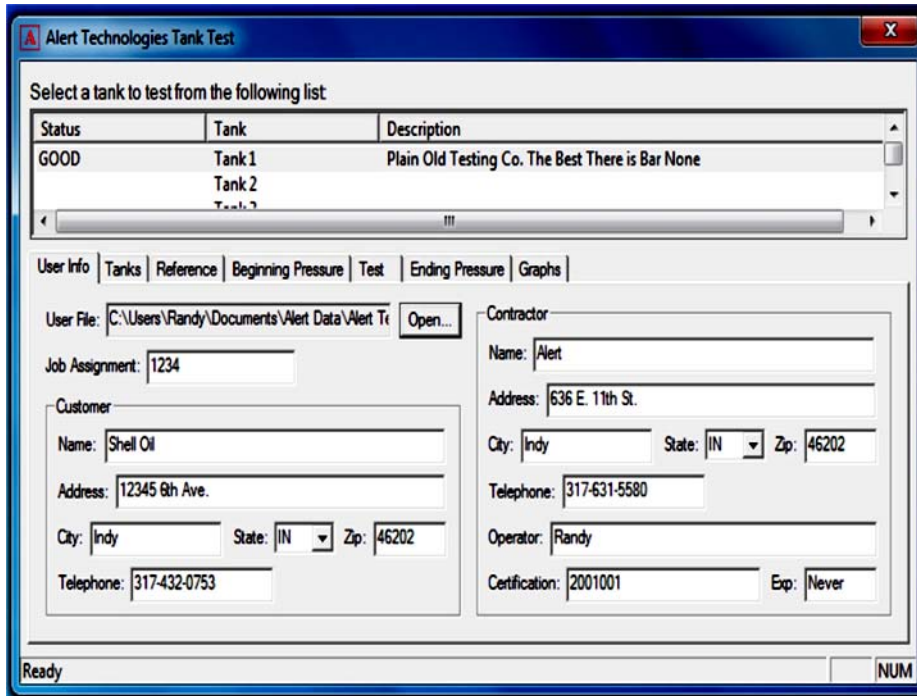 A Alert Technologies Tank Test X
Select a tank to test from the following list:
Status Tank Description
GOOD Tank 1 Plain Old Testing Co. The Best There is Bar None
Tank 2
User Info Tanks Reference Beginning Pressure Test Ending Pressure Graphs
User File: C:\Users\Randy\Documents\Alert Data\Alert Te Open...
Job Assignment: 1234
Customer
Name: Shell Oil
Address: 12345 6th Ave.
City: Indy State: IN Zip: 46202
Telephone: 317-432-0753
Contractor
Name: Alert
Address: 636 E. 11th St.
City: Indy State: IN Zip: 46202
Telephone: 317-631-5580
Operator: Randy
Certification: 2001001 Exp: Never
Ready NUM